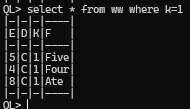 QL> select * from ww where k=1
|-|-|-|----|
|E|D|K|F   |
|-|-|-|----|
|5|C|1|Five|
|4|C|1|Four|
|8|C|1|Ate |
|-|-|-|----|
QL>